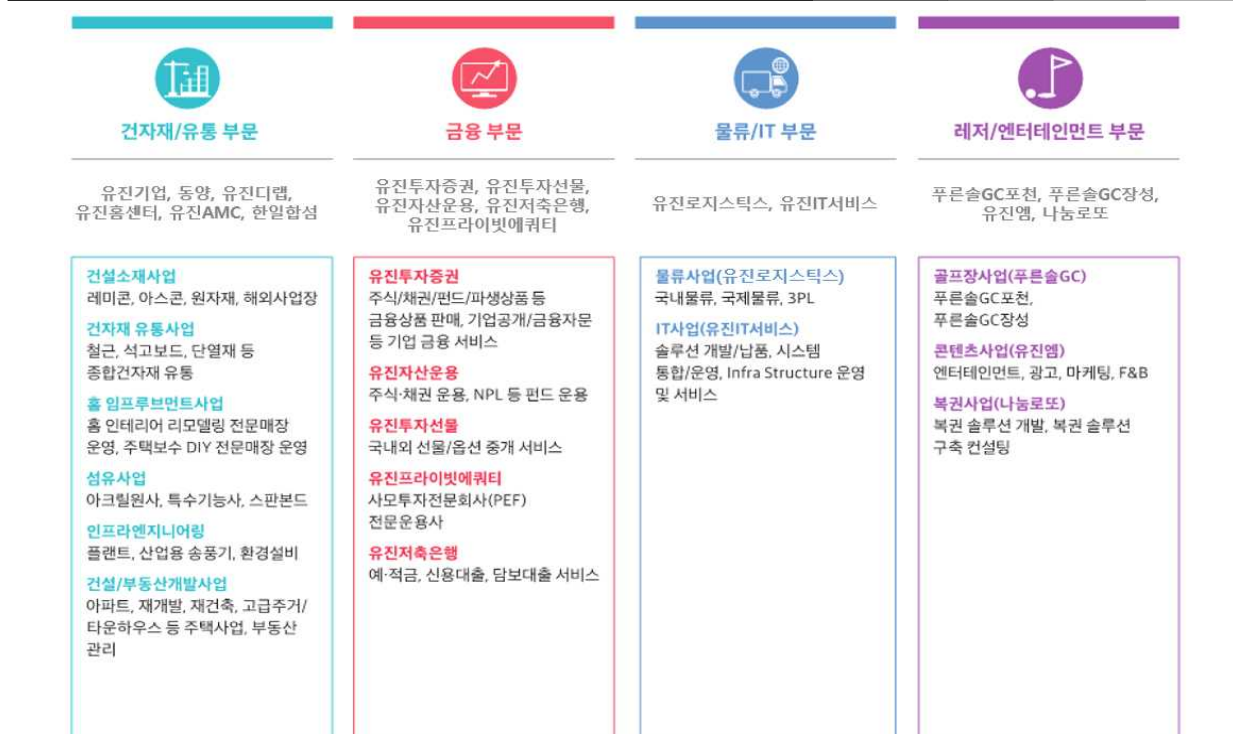 건자재/유통 부문
유진기업, 동양, 유진디랩,
유진홈센터, 유진AMC, 한일합섬
건설소재사업
레미콘, 아스콘, 원자재, 해외사업장
건자재 유통사업
철근, 석고보드, 단열재 등
종합건자재 유통
홈 임프루브먼트사업
홈 인테리어 리모델링 전문매장
운영, 주택보수 DIY 전문매장 운영
섬유사업
아크릴원사, 특수기능사, 스판본드
인프라엔지니어링
플랜트, 산업용 송풍기, 환경설비
건설/부동산개발사업
아파트, 재개발, 재건축, 고급주거/
타운하우스 등 주택사업, 부동산
관리
금융 부문
유진투자증권, 유진투자선물,
유진자산운용, 유진저축은행,
유진프라이빗에쿼티
유진투자증권
주식/채권/펀드/파생상품 등
금융상품 판매, 기업공개/금융자문
등 기업 금융 서비스
유진자산운용
주식·채권 운용, NPL 등 펀드 운용
유진투자선물
국내외 선물/옵션 중개 서비스
유진프라이빗에쿼티
사모투자전문회사(PEF)
전문운용사
유진저축은행
예·적금, 신용대출, 담보대출 서비스
물류/IT 부문
유진로지스틱스, 유진IT서비스
물류사업(유진로지스틱스)
국내물류, 국제물류, 3PL
IT사업(유진IT서비스)
솔루션 개발/납품, 시스템
통합/운영, Infra Structure 운영
및 서비스
레저/엔터테인먼트 부문
푸른솔GC포천, 푸른솔GC장성,
유진엠, 나눔로또
골프장사업(푸른솔GC)
푸른솔GC포천,
푸른솔GC장성
콘텐츠사업(유진엠)
엔터테인먼트, 광고, 마케팅, F&B
복권사업(나눔로또)
복권 솔루션 개발, 복권 솔루션
구축 컨설팅